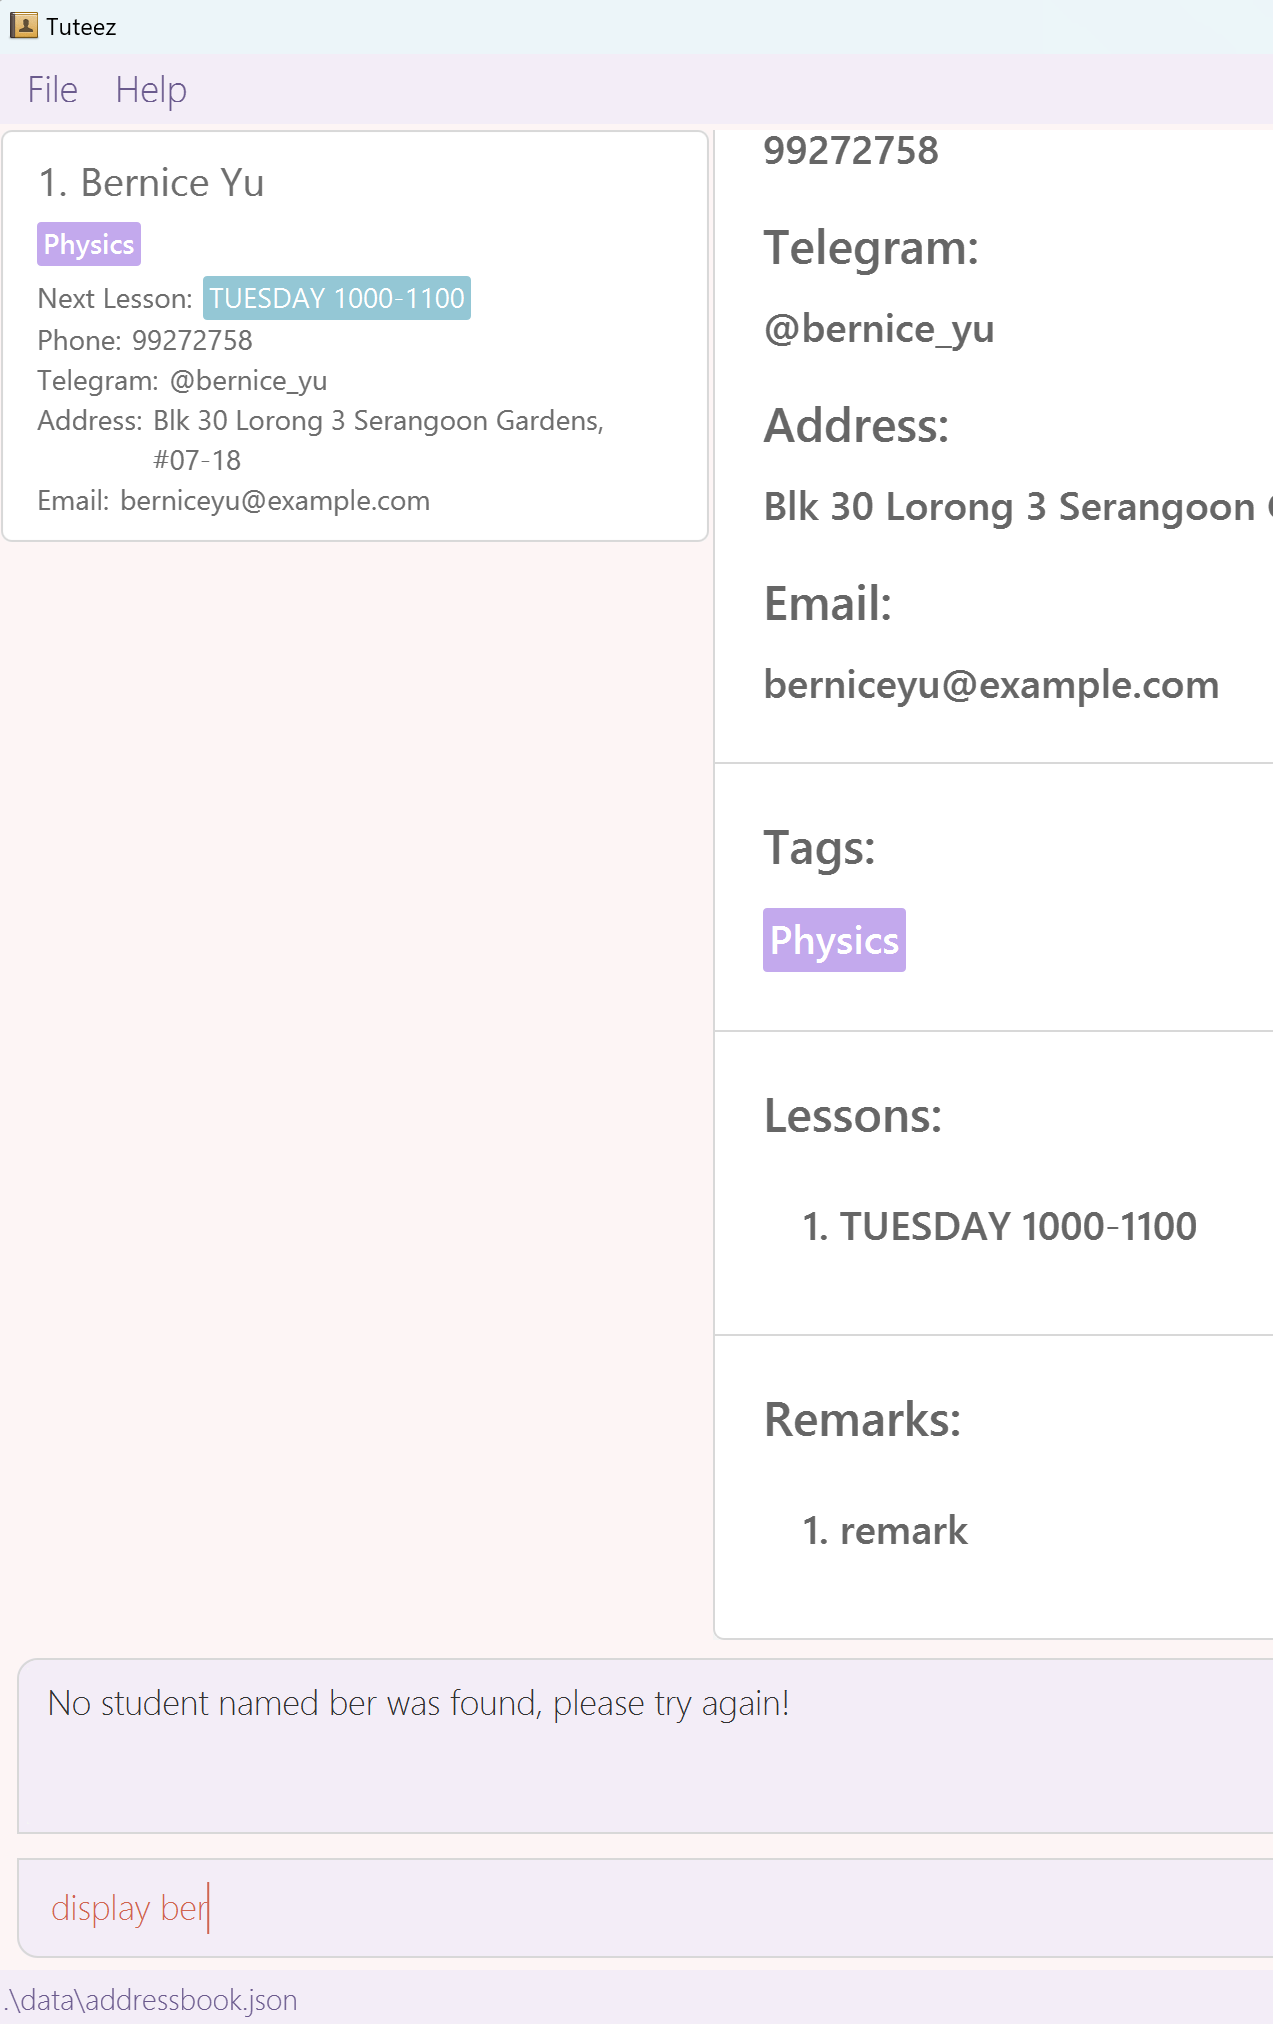 Tuteez
File Help
1. Bernice Yu
Physics
Next Lesson: TUESDAY 1000-1100
Phone: 99272758
Telegram: @bernice_yu
Address: Blk 30 Lorong 3 Serangoon Gardens,
#07-18
Email: berniceyu@example.com
99272758
Telegram:
@bernice_yu
Address:
Blk 30 Lorong 3 Serangoon
Email:
berniceyu@example.com
Tags:
Physics
Lessons:
1. TUESDAY 1000-1100
Remarks:
1. remark
No student named ber was found, please try again!
display ber
.\data\addressbook.json